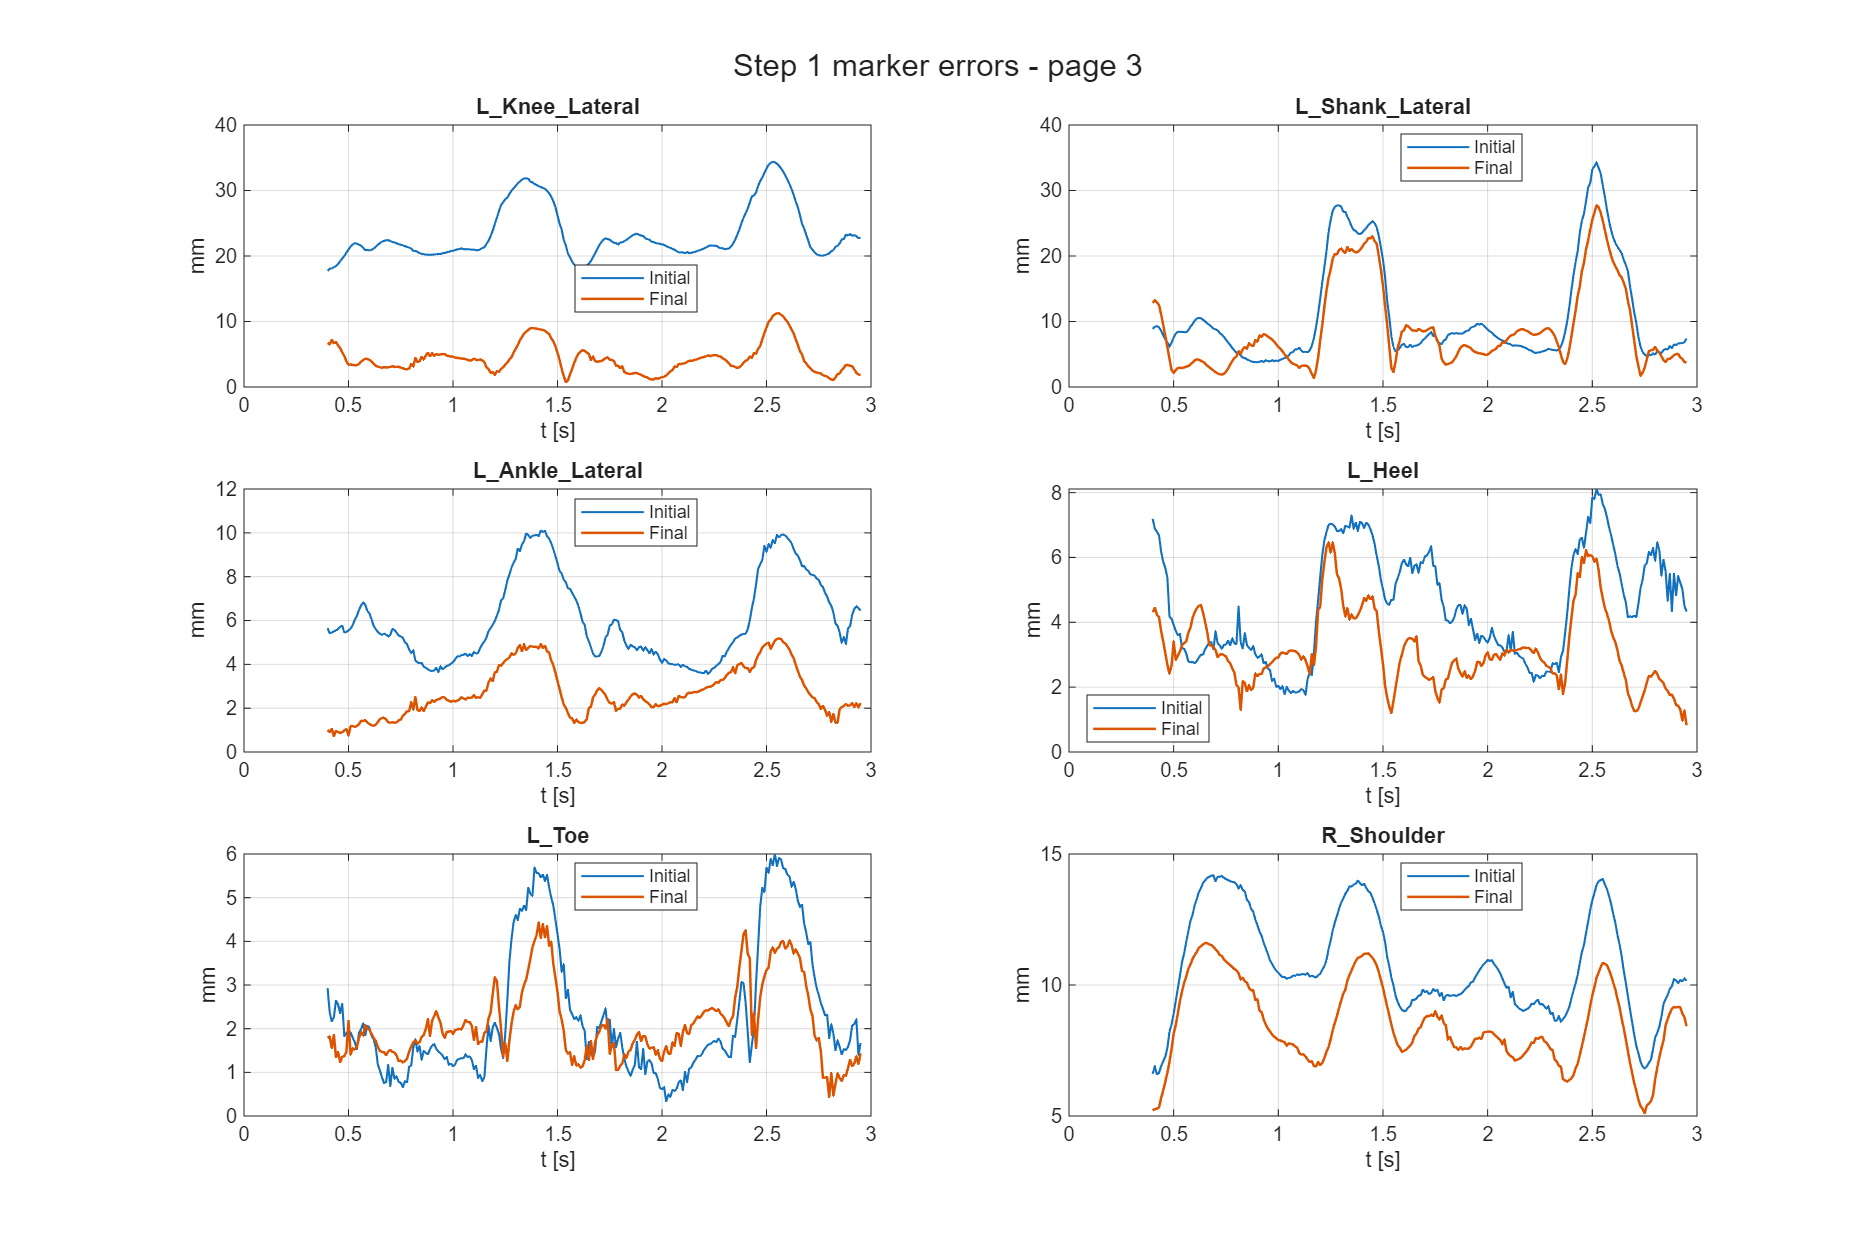 Step 1 marker errors - page 3
L_Knee_Lateral
40
30
20
10
0
mm
Initial
Final
0 0.5 1 1.5 2 2.5 3
t [s]
L_Shank_Lateral
40
30
20
10
0
mm
Initial
Final
0 0.5 1 1.5 2 2.5 3
t [s]
L_Ankle_Lateral
12
10
8
6
4
2
0
mm
Initial
Final
0 0.5 1 1.5 2 2.5 3
t [s]
L_Heel
8
6
4
2
0
mm
Initial
Final
0 0.5 1 1.5 2 2.5 3
t [s]
L_Toe
6
5
4
3
2
1
0
mm
Initial
Final
0 0.5 1 1.5 2 2.5 3
t [s]
R_Shoulder
15
10
5
mm
Initial
Final
0 0.5 1 1.5 2 2.5 3
t [s]